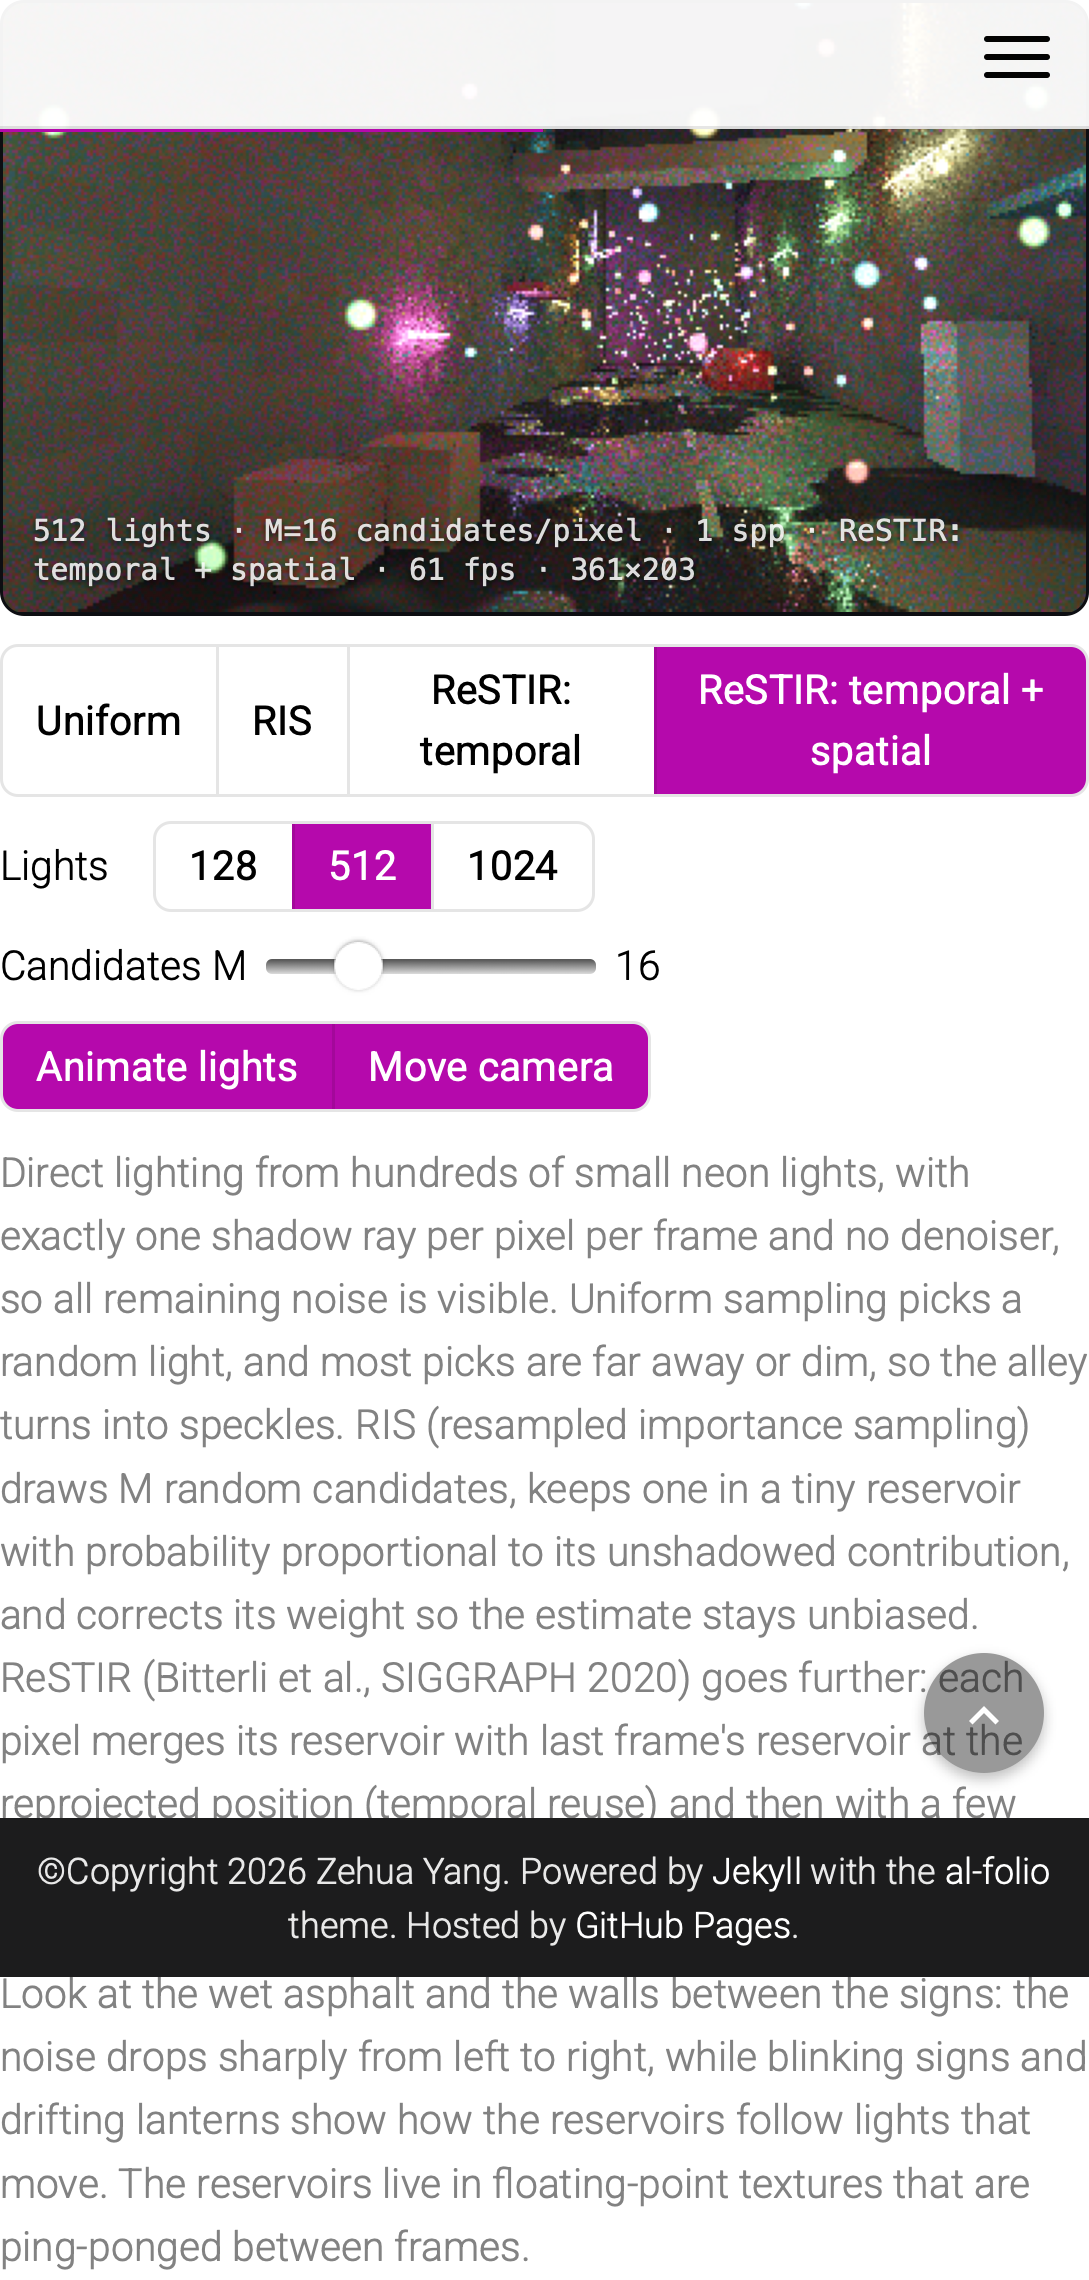 512 lights · M=16 candidates/pixel · 1 spp · ReSTIR:
temporal + spatial · 61 fps · 361×203
Uniform
RIS
ReSTIR:
temporal
ReSTIR: temporal +
spatial
Lights
128
512
1024
Candidates M
16
Animate lights
Move camera
Direct lighting from hundreds of small neon lights, with
exactly one shadow ray per pixel per frame and no denoiser,
so all remaining noise is visible. Uniform sampling picks a
random light, and most picks are far away or dim, so the alley
turns into speckles. RIS (resampled importance sampling)
draws M random candidates, keeps one in a tiny reservoir
with probability proportional to its unshadowed contribution,
and corrects its weight so the estimate stays unbiased.
ReSTIR (Bitterli et al., SIGGRAPH 2020) goes further: each
pixel merges its reservoir with last frame's reservoir at the
reprojected position (temporal reuse) and then with a few
©Copyright 2026 Zehua Yang. Powered by Jekyll with the al-folio
theme. Hosted by GitHub Pages.
Look at the wet asphalt and the walls between the signs: the
noise drops sharply from left to right, while blinking signs and
drifting lanterns show how the reservoirs follow lights that
move. The reservoirs live in floating-point textures that are
ping-ponged between frames.